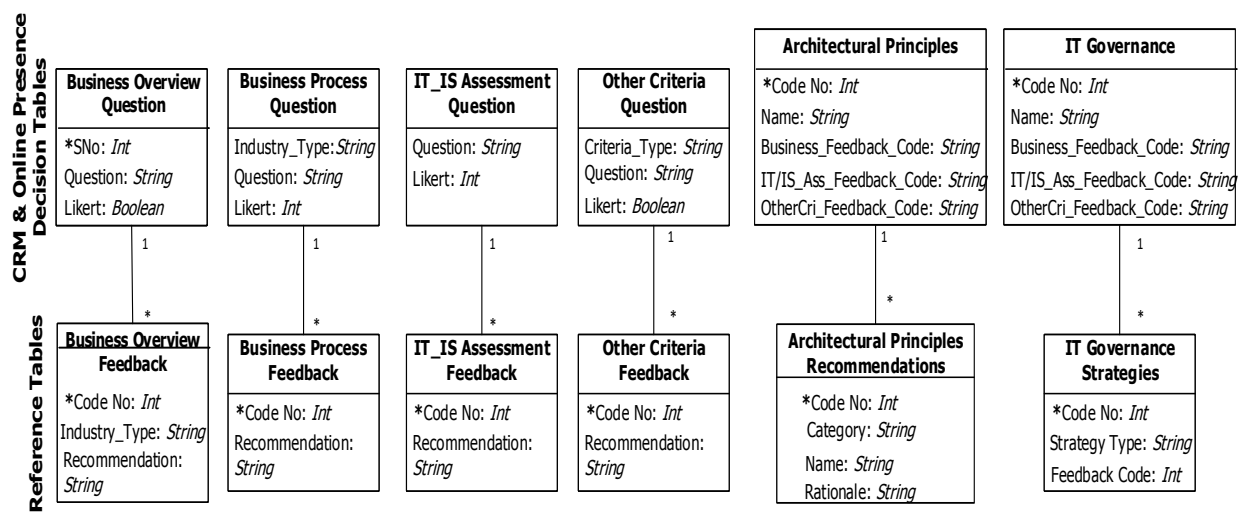 CRM & Online Presence
Decision Tables
Business Overview
Question
*SNo: Int
Question: String
Likert: Boolean
Business Process
Question
Industry_Type:String
Question: String
Likert: Int
IT_IS Assessment
Question
Question: String
Likert: Int
Other Criteria
Question
Criteria_Type: String
Question: String
Likert: Boolean
Architectural Principles
*Code No: Int
Name: String
Business_Feedback_Code: String
IT/IS_Ass_Feedback_Code: String
OtherCri_Feedback_Code: String
IT Governance
*Code No: Int
Name: String
Business_Feedback_Code: String
IT/IS_Ass_Feedback_Code: String
OtherCri_Feedback_Code: String
1
1
1
1
1
1
*
*
*
*
*
*
Reference Tables
Business Overview
Feedback
*Code No: Int
Industry_Type: String
Recommendation:
String
Business Process
Feedback
*Code No: Int
Recommendation:
String
IT_IS Assessment
Feedback
*Code No: Int
Recommendation:
String
Other Criteria
Feedback
*Code No: Int
Recommendation:
String
Architectural Principles
Recommendations
*Code No: Int
Category: String
Name: String
Rationale: String
IT Governance
Strategies
*Code No: Int
Strategy Type: String
Feedback Code: Int